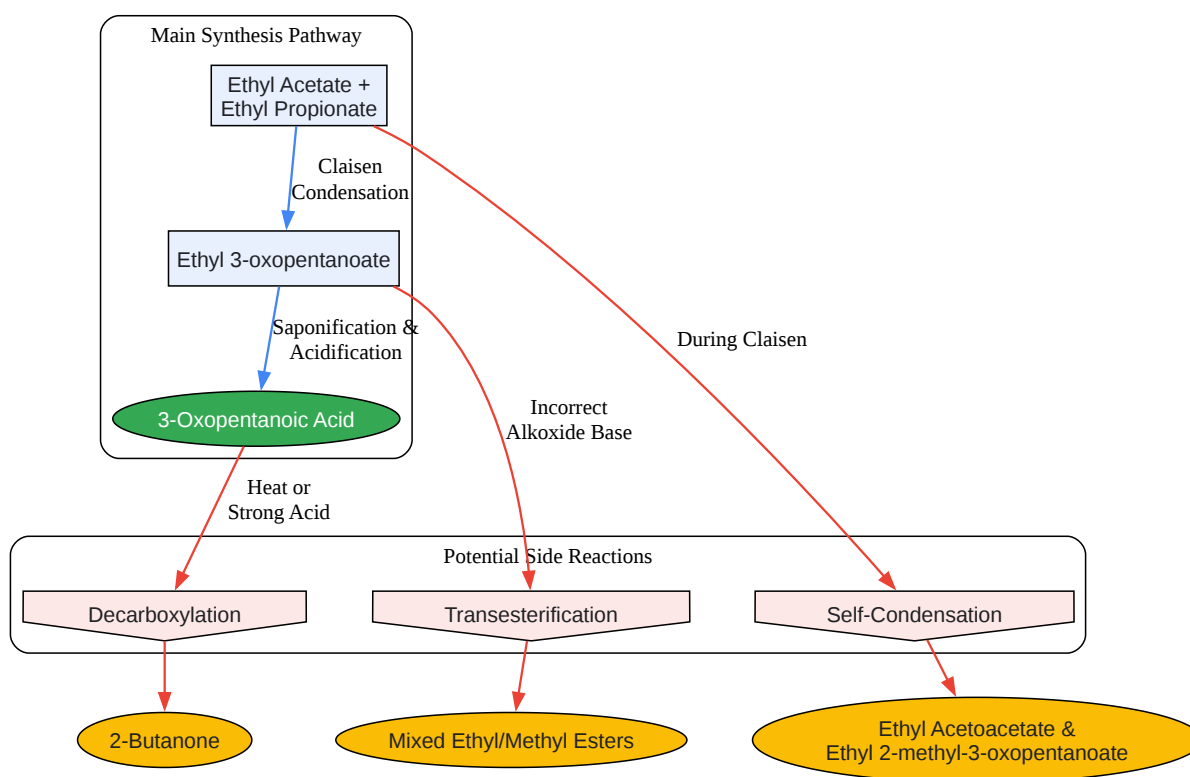 Main Synthesis Pathway
Ethyl Acetate +
Ethyl Propionate
Claisen
Condensation
Ethyl 3-oxopentanoate
Saponification &
Acidification
During Claisen
3-Oxopentanoic Acid
Incorrect
Alkoxide Base
Heat or
Strong Acid
Potential Side Reactions
Decarboxylation
Transesterification
Self-Condensation
2-Butanone
Mixed Ethyl/Methyl Esters
Ethyl Acetoacetate &
Ethyl 2-methyl-3-oxopentanoate